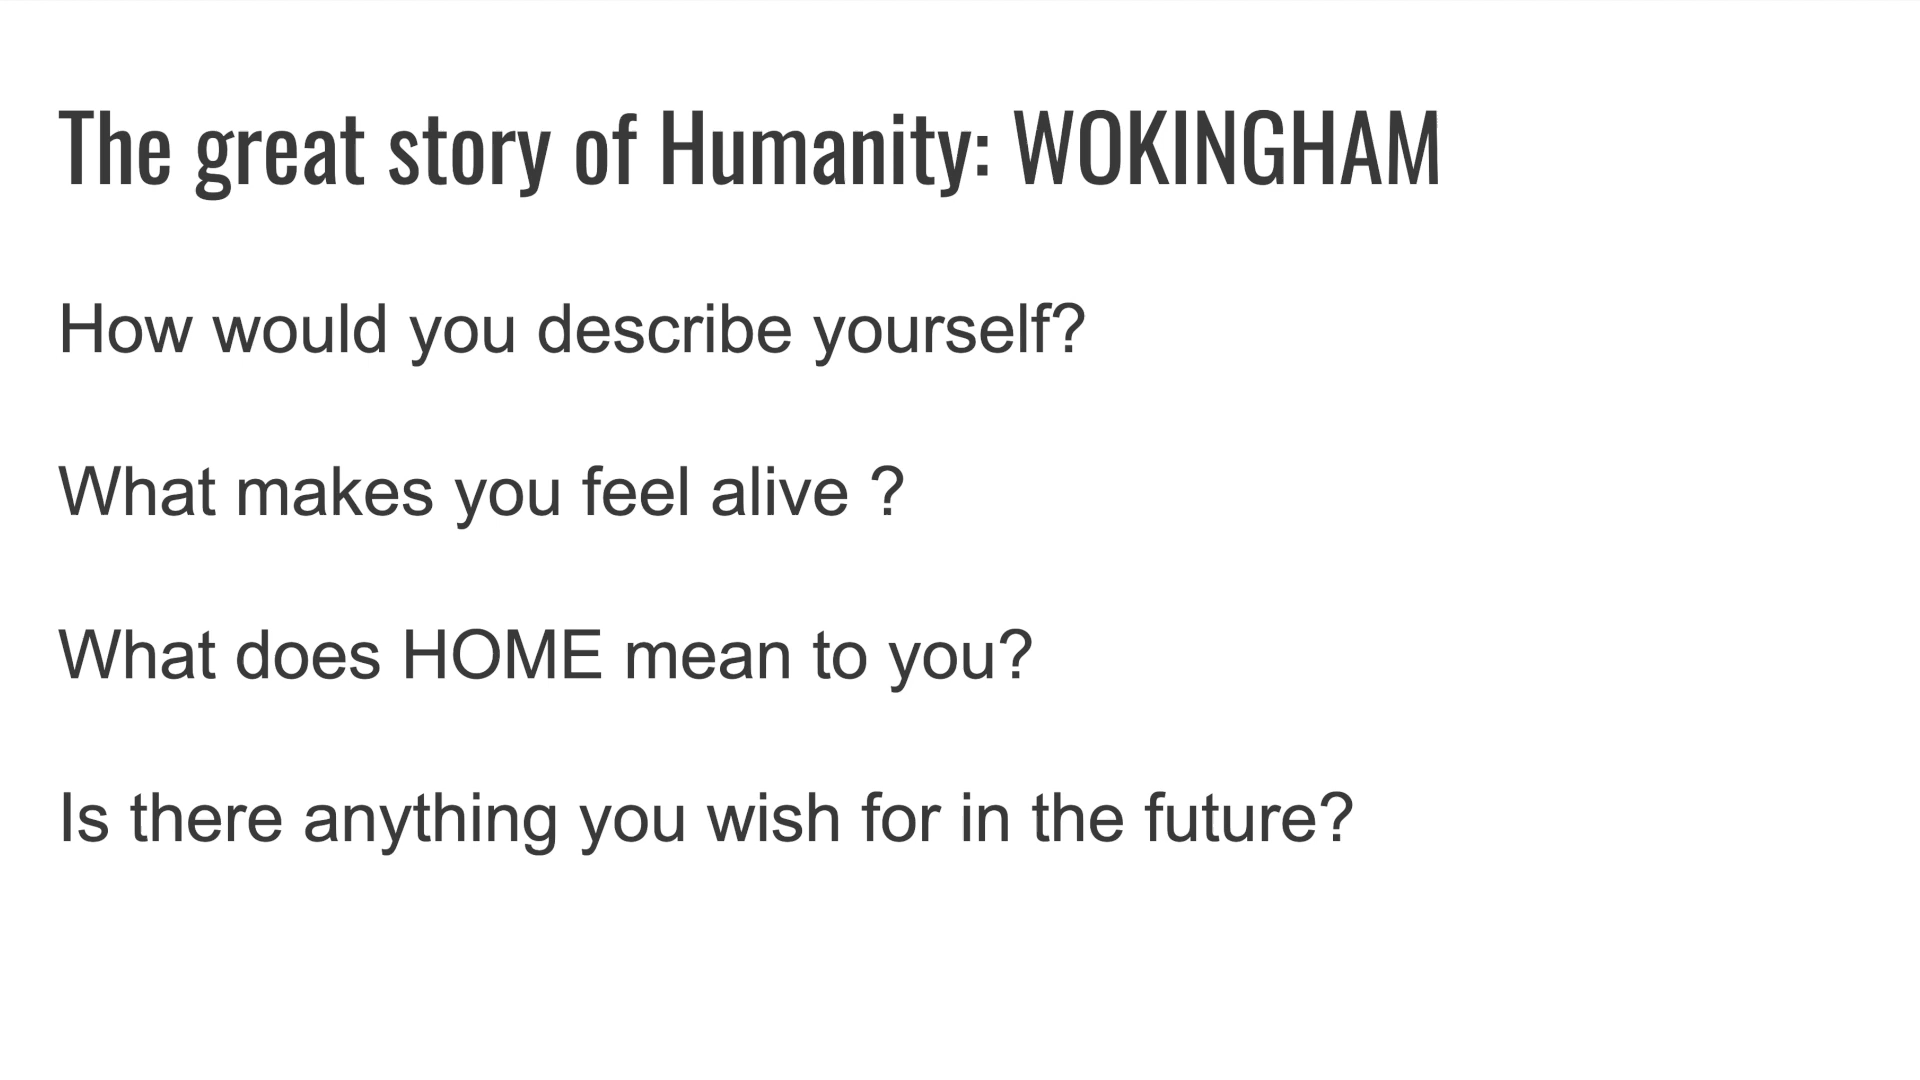 The great story of Humanity: WOKINGHAM
How would you describe yourself?
What makes you feel alive ?
What does HOME mean to you?
Is there anything you wish for in the future?